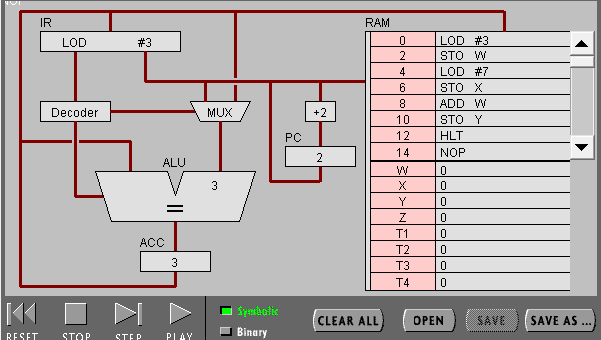 IR
LOD #3
Decoder
MUX
+2
PC
2
ALU
3
=
ACC
3
RAM
0 LOD #3
2 STO W
4 LOD #7
6 STO X
8 ADD W
10 STO Y
12 HLT
14 NOP
W 0
X 0
Y 0
Z 0
T1 0
T2 0
T3 0
T4 0
RESET STOP STEP PLAY
Symbolic
Binary
CLEAR ALL OPEN SAVE SAVE AS ...